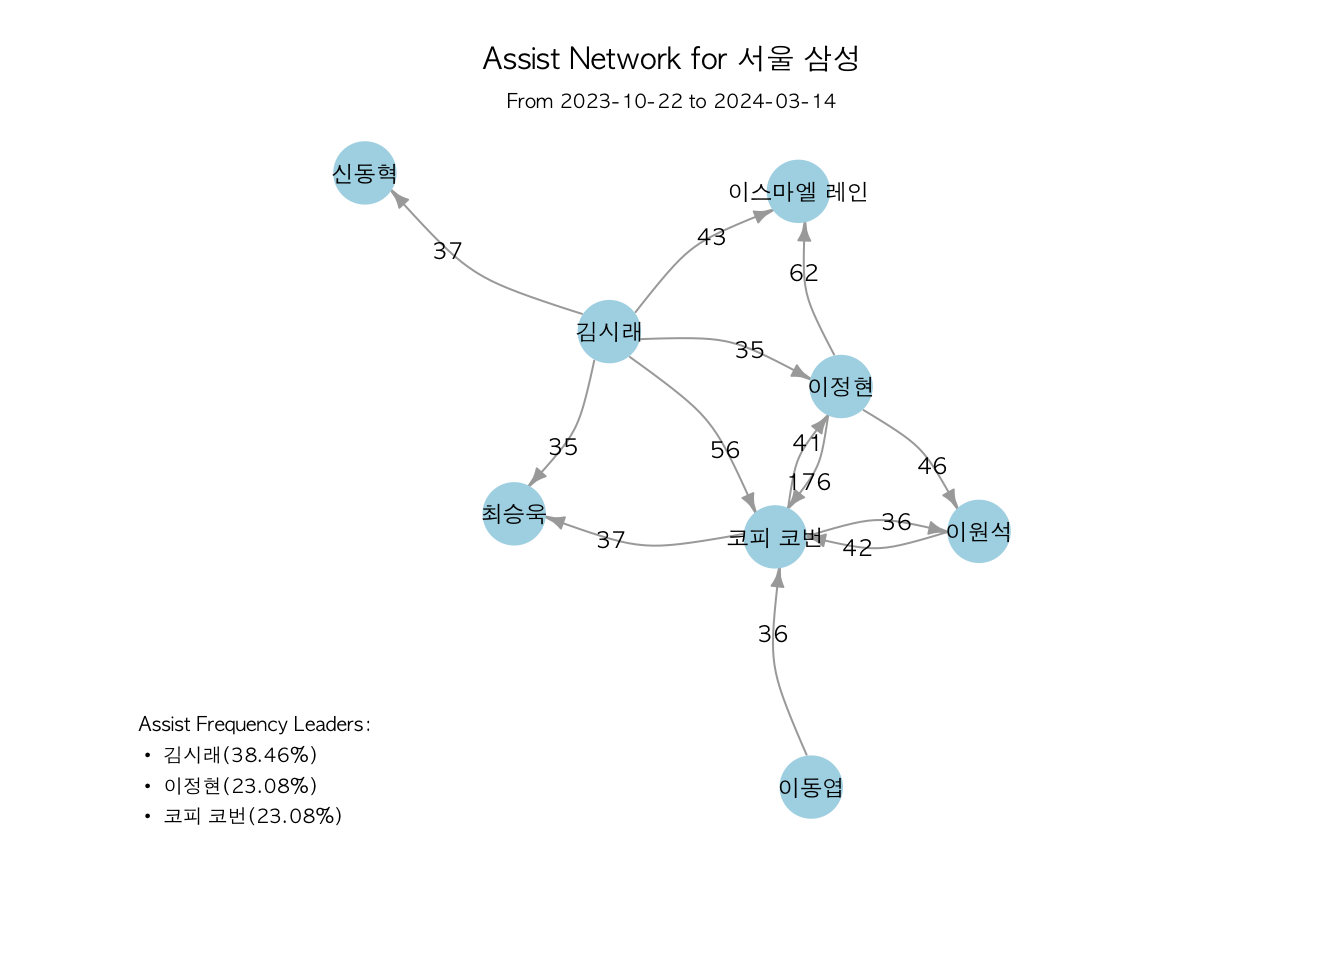 Assist Network for 서울 삼성
From 2023-10-22 to 2024-03-14
신동혁
이스마엘 레인
43
37
62
김시래
35
이정현
41
35
56
46
176
최승욱
36
이원석
37
코피 코번
42
36
Assist Frequency Leaders:
• 김시래(38.46%)
• 이정현(23.08%)
• 코피 코번(23.08%)
이동엽